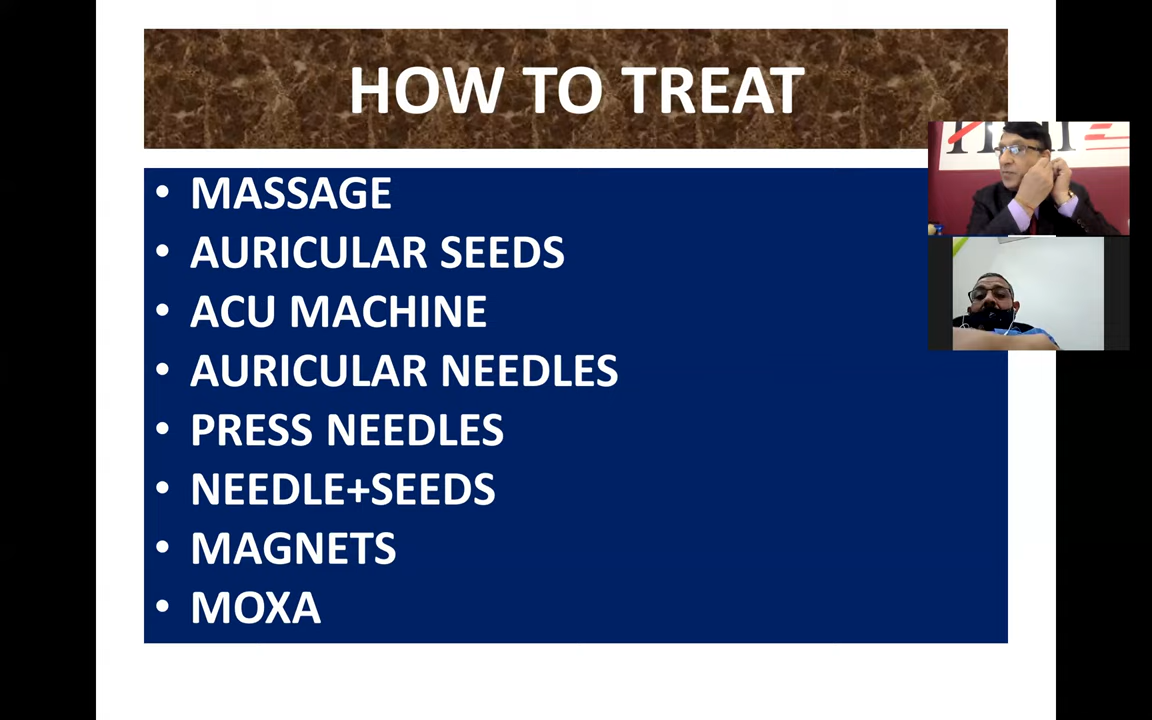 HOW TO TREAT
• MASSAGE
• AURICULAR SEEDS
• ACU MACHINE
• AURICULAR NEEDLES
• PRESS NEEDLES
• NEEDLE+SEEDS
• MAGNETS
• MOXA